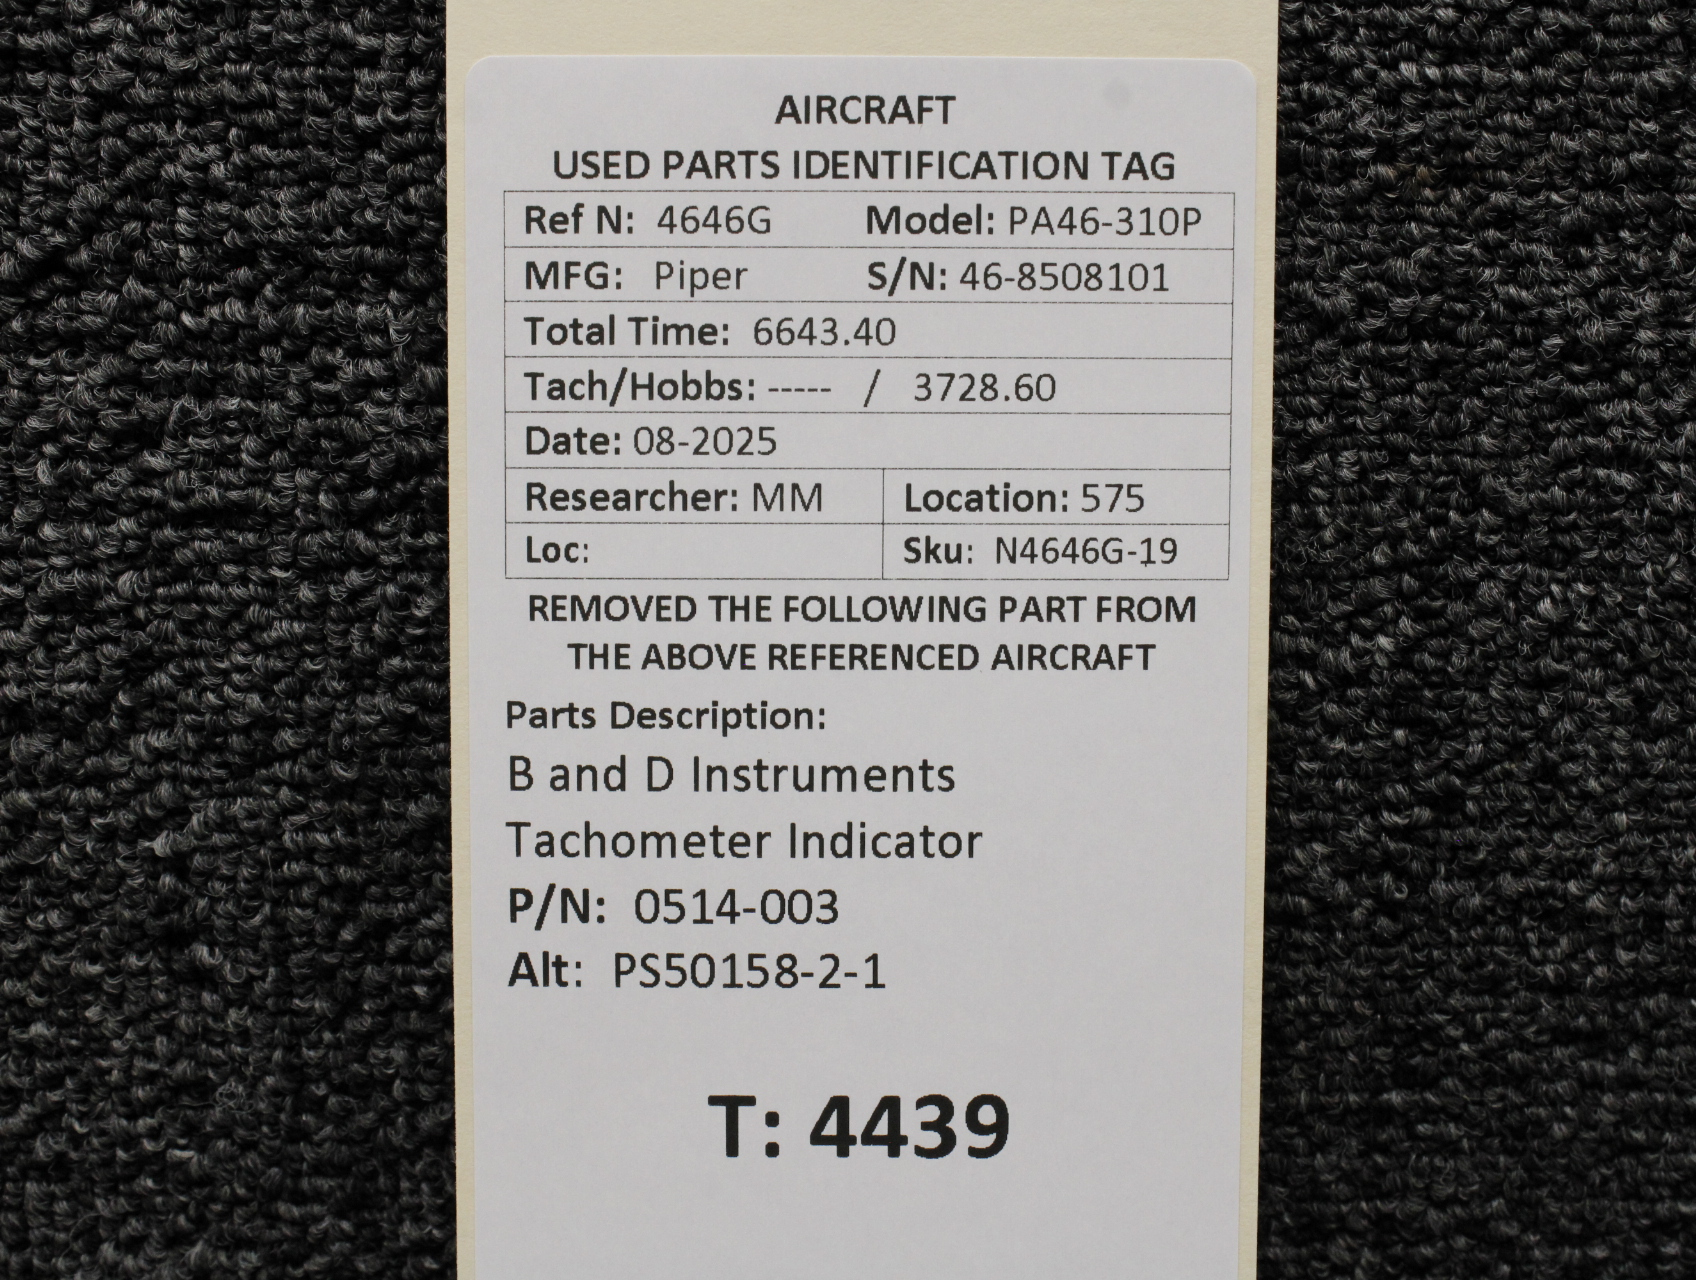 AIRCRAFT
USED PARTS IDENTIFICATION TAG
Ref N: 4646G Model: PA46-310P
MFG: Piper S/N: 46-8508101
Total Time: 6643.40
Tach/Hobbs: ----- / 3728.60
Date: 08-2025
Researcher: MM Location: 575
Loc: Sku: N4646G-19
REMOVED THE FOLLOWING PART FROM
THE ABOVE REFERENCED AIRCRAFT
Parts Description:
B and D Instruments
Tachometer Indicator
P/N: 0514-003
Alt: PS50158-2-1
T: 4439